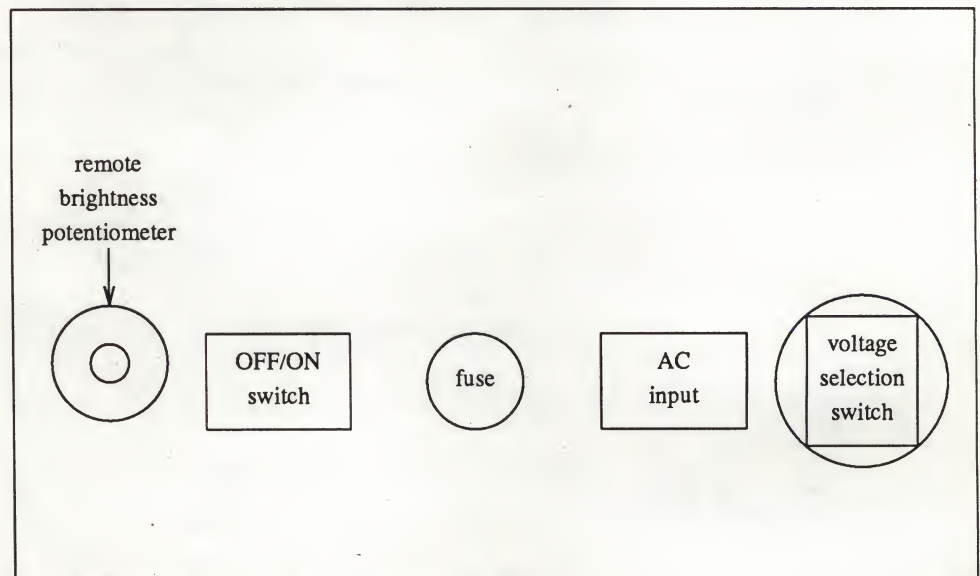 remote
brightness
potentiometer
OFF/ON
switch
fuse
AC
input
voltage
selection
switch